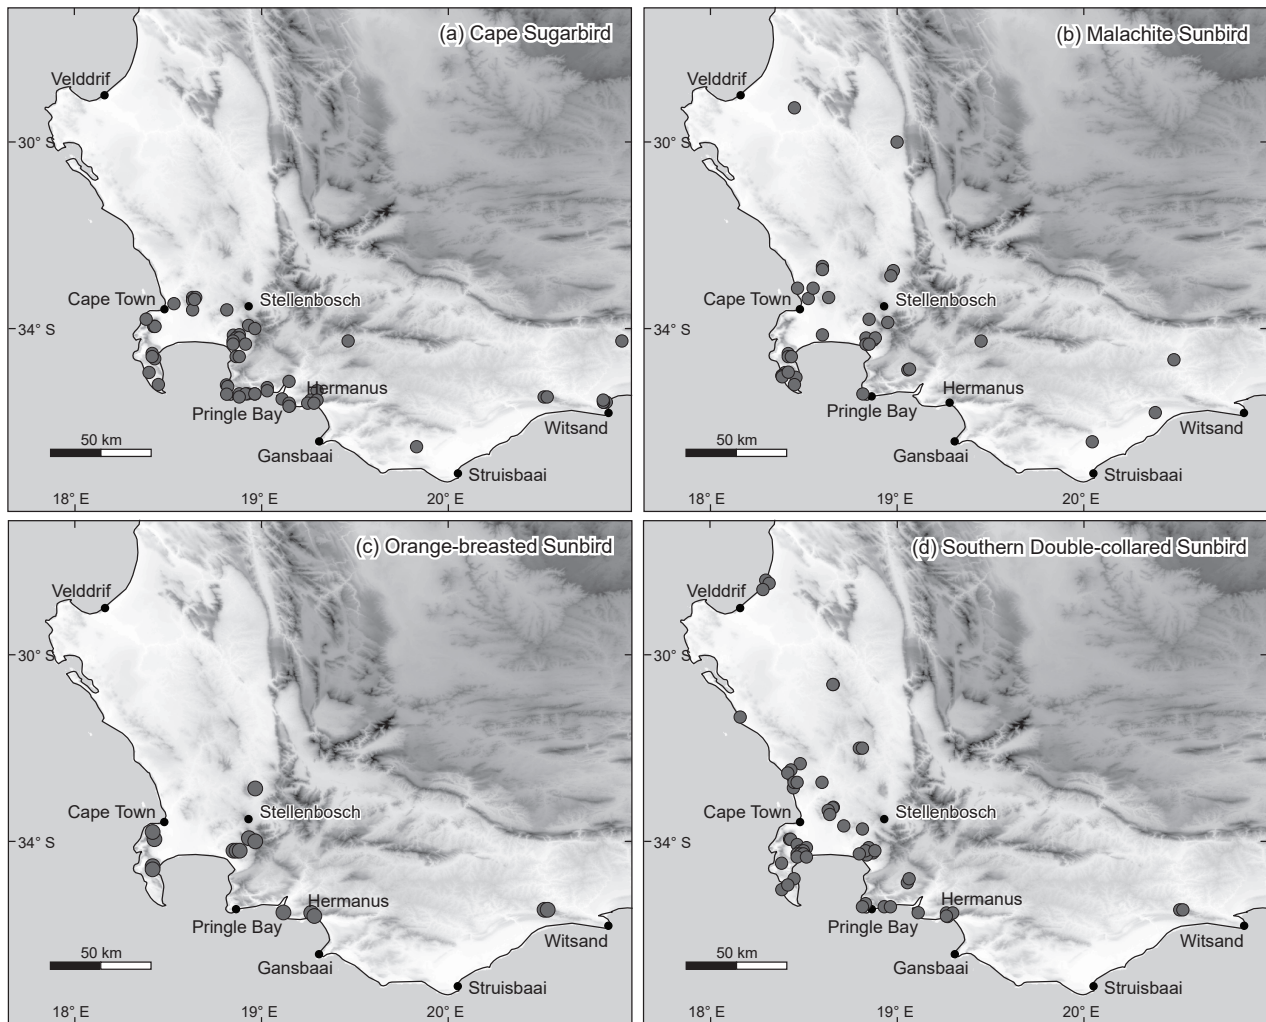 (a) Cape Sugarbird
Velddrif
30° S
Cape Town
Stellenbosch
34° S
Hermanus
Pringle Bay
Witsand
50 km
Gansbaai
Struisbaai
18° E
19° E
20° E
(b) Malachite Sunbird
Velddrif
30° S
Cape Town
Stellenbosch
34° S
Hermanus
Pringle Bay
Witsand
50 km
Gansbaai
Struisbaai
18° E
19° E
20° E
(c) Orange-breasted Sunbird
Velddrif
30° S
Cape Town
Stellenbosch
34° S
Hermanus
Pringle Bay
Witsand
50 km
Gansbaai
Struisbaai
18° E
19° E
20° E
(d) Southern Double-collared Sunbird
Velddrif
30° S
Cape Town
Stellenbosch
34° S
Hermanus
Pringle Bay
Witsand
50 km
Gansbaai
Struisbaai
18° E
19° E
20° E